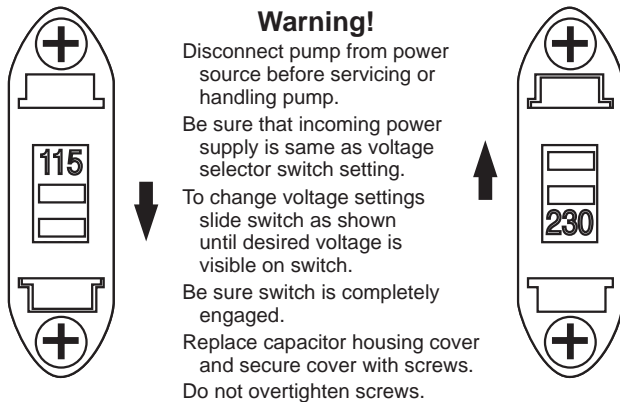 Warning!
Disconnect pump from power
source before servicing or
handling pump.
Be sure that incoming power
supply is same as voltage
selector switch setting.
To change voltage settings
slide switch as shown
until desired voltage is
visible on switch.
Be sure switch is completely
engaged.
Replace capacitor housing cover
and secure cover with screws.
Do not overtighten screws.
115
230